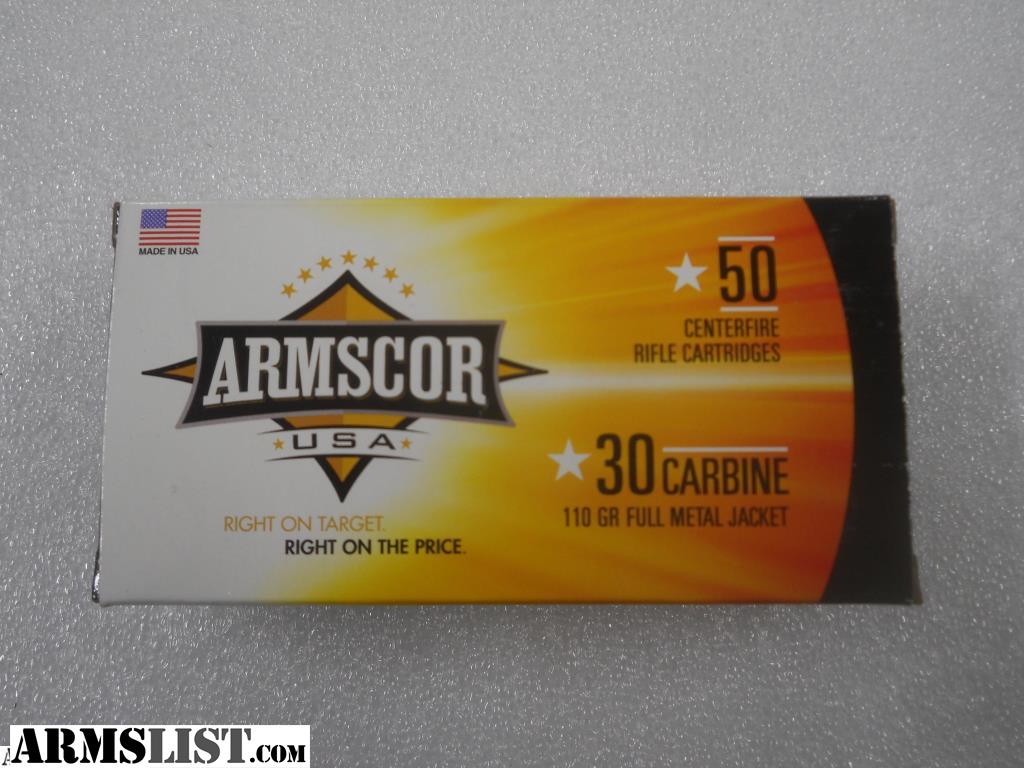 MADE IN USA
ARMSCOR
USA
RIGHT ON TARGET.
RIGHT ON THE PRICE.
50
CENTERFIRE
RIFLE CARTRIDGES
30 CARBINE
110 GR FULL METAL JACKET
ARMSLIST.COM